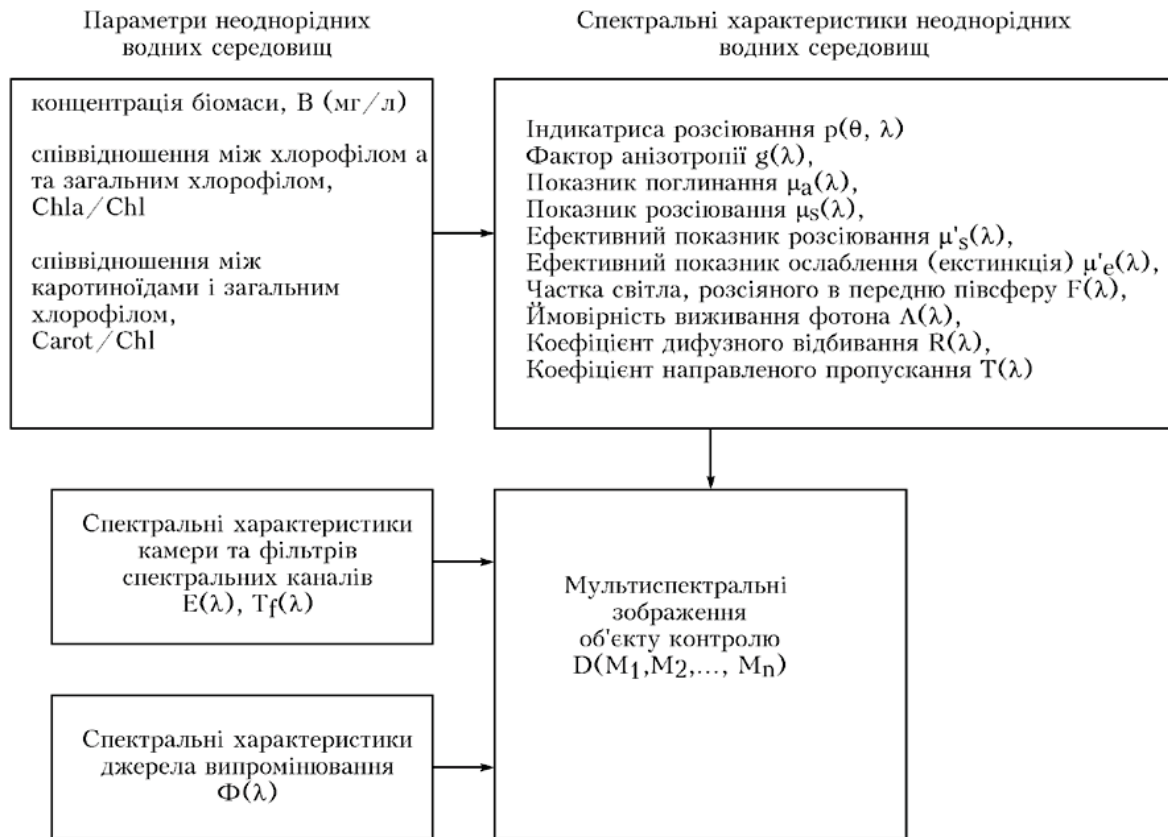 Параметри неоднорідних
водних середовищ
Спектральні характеристики неоднорідних
водних середовищ
концентрація біомаси, B (мг/л)
співвідношення між хлорофілом a
та загальним хлорофілом,
Chla/Chl
співвідношення між
каротиноїдами і загальним
хлорофілом,
Carot/Chl
Індикатриса розсіювання p(θ, λ)
Фактор анізотропії g(λ),
Показник поглинання μa(λ),
Показник розсіювання μs(λ),
Ефективний показник розсіювання μ's(λ),
Ефективний показник ослаблення (екстинкція) μ'e(λ),
Частка світла, розсіяного в передню півсферу F(λ),
Ймовірність виживання фотона Λ(λ),
Коефіцієнт дифузного відбивання R(λ),
Коефіцієнт направленого пропускання T(λ)
Спектральні характеристики
камери та фільтрів
спектральних каналів
E(λ), Tf(λ)
Мультиспектральні
зображення
об'єкту контролю
D(M1,M2,..., Mn)
Спектральні характеристики
джерела випромінювання
Φ(λ)